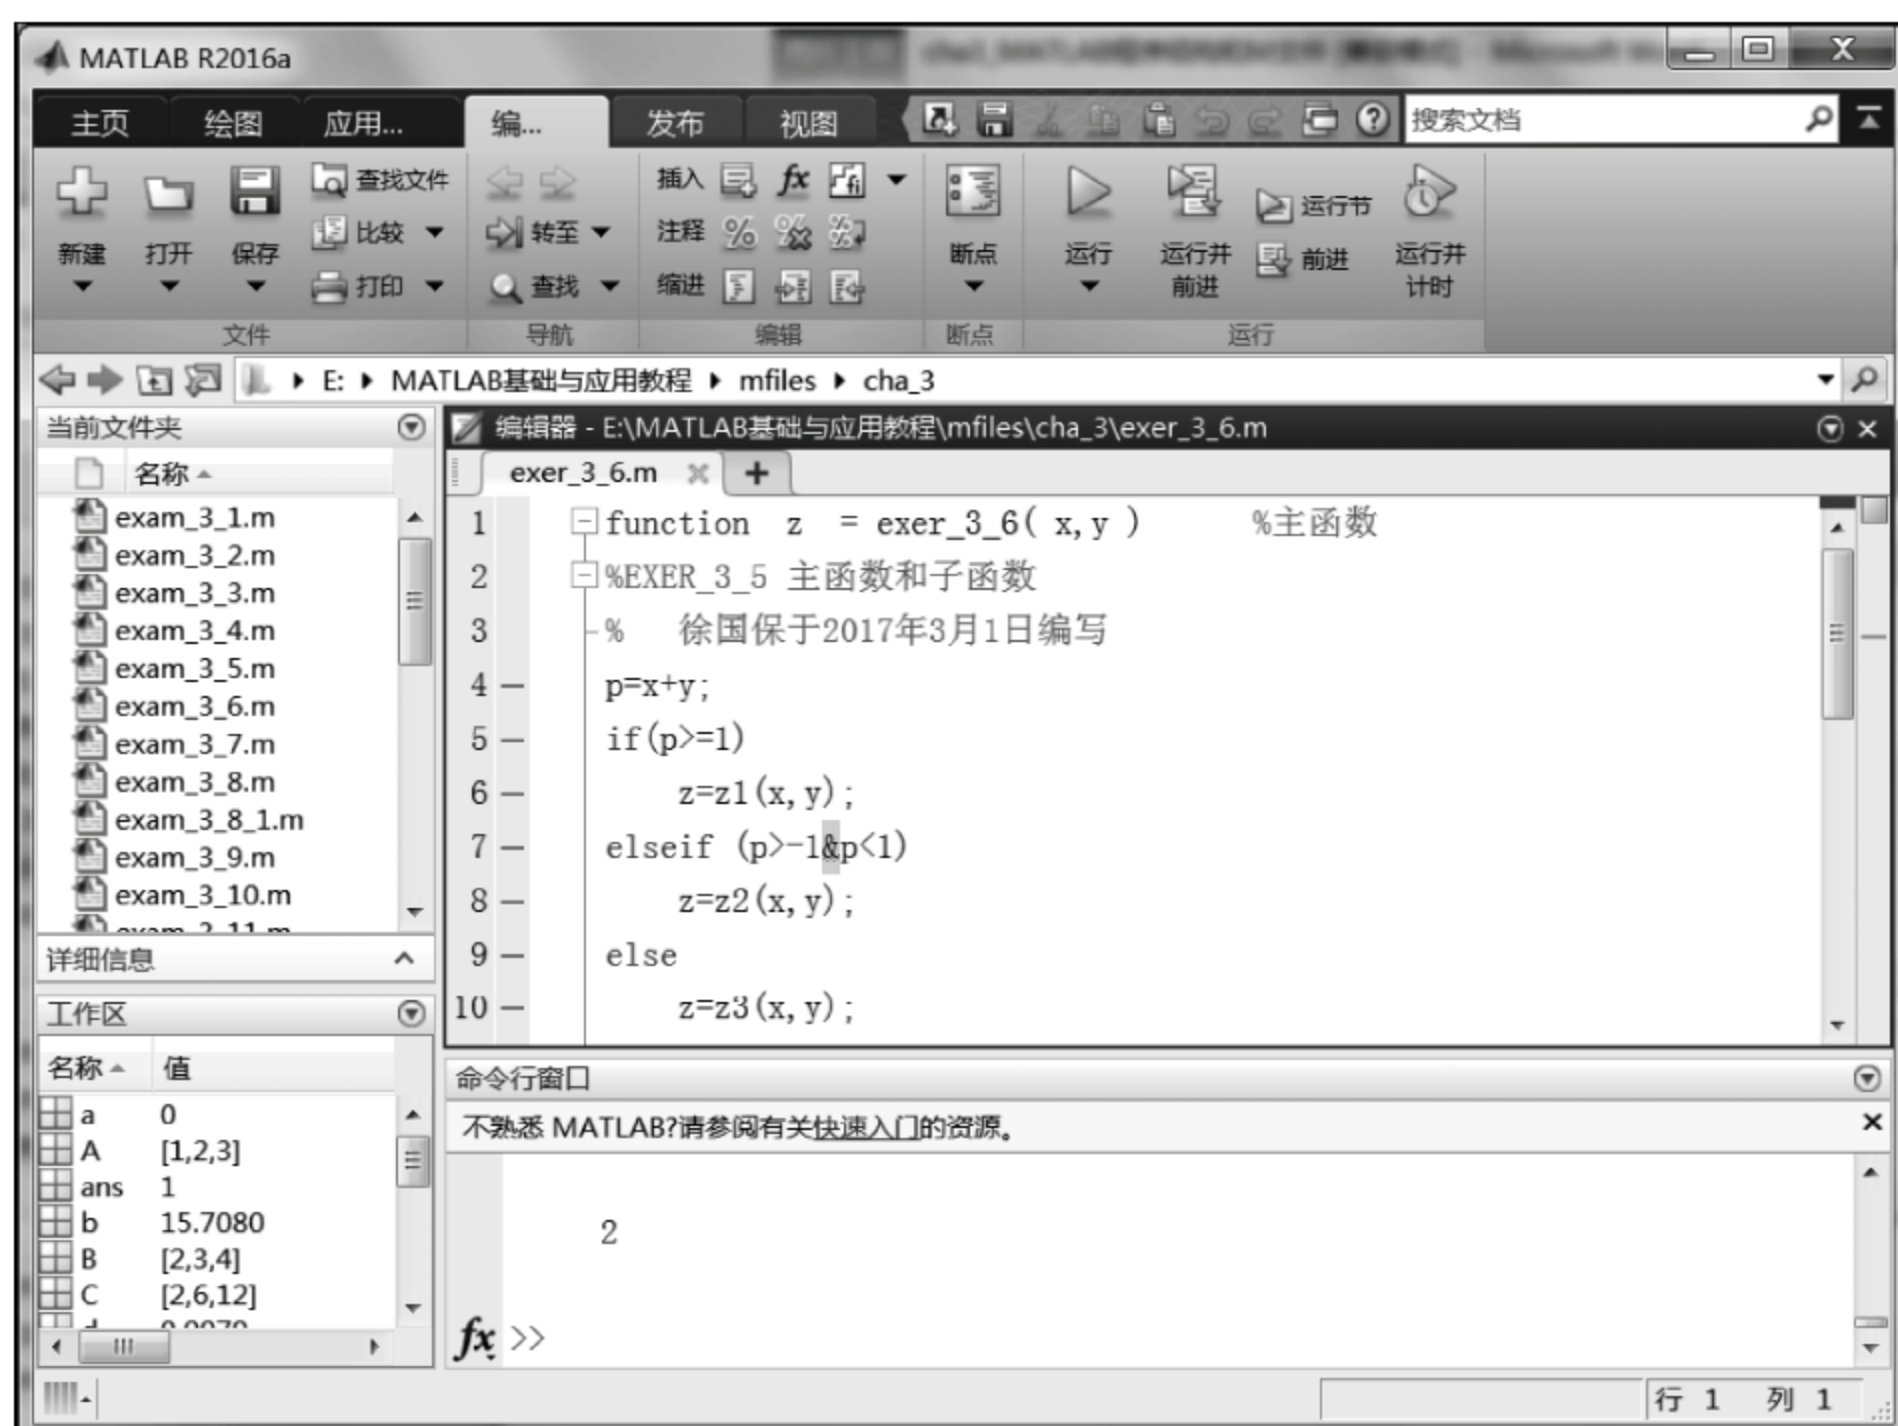 MATLAB R2016a
主页 绘图 应用... 编... 发布 视图 搜索文档
新建 打开 保存 查找文件 比较 打印
文件
转至 查找
导航
插入 fx fi
注释
缩进
编辑
断点
断点
运行 运行并前进 运行节 前进 运行并计时
运行
E: MATLAB基础与应用教程 mfiles cha_3
当前文件夹
名称
exam_3_1.m
exam_3_2.m
exam_3_3.m
exam_3_4.m
exam_3_5.m
exam_3_6.m
exam_3_7.m
exam_3_8.m
exam_3_8_1.m
exam_3_9.m
exam_3_10.m
详细信息
工作区
名称 值
a 0
A [1,2,3]
ans 1
b 15.7080
B [2,3,4]
C [2,6,12]
编辑器 - E:\MATLAB基础与应用教程\mfiles\cha_3\exer_3_6.m
exer_3_6.m
1 function z = exer_3_6( x,y ) %主函数
2 %EXER_3_5 主函数和子函数
3 % 徐国保于2017年3月1日编写
4 — p=x+y;
5 — if(p>=1)
6 — z=z1(x,y);
7 — elseif (p>-1&p<1)
8 — z=z2(x,y);
9 — else
10 — z=z3(x,y);
命令行窗口
不熟悉 MATLAB?请参阅有关快速入门的资源。
2
fx >>
行 1 列 1